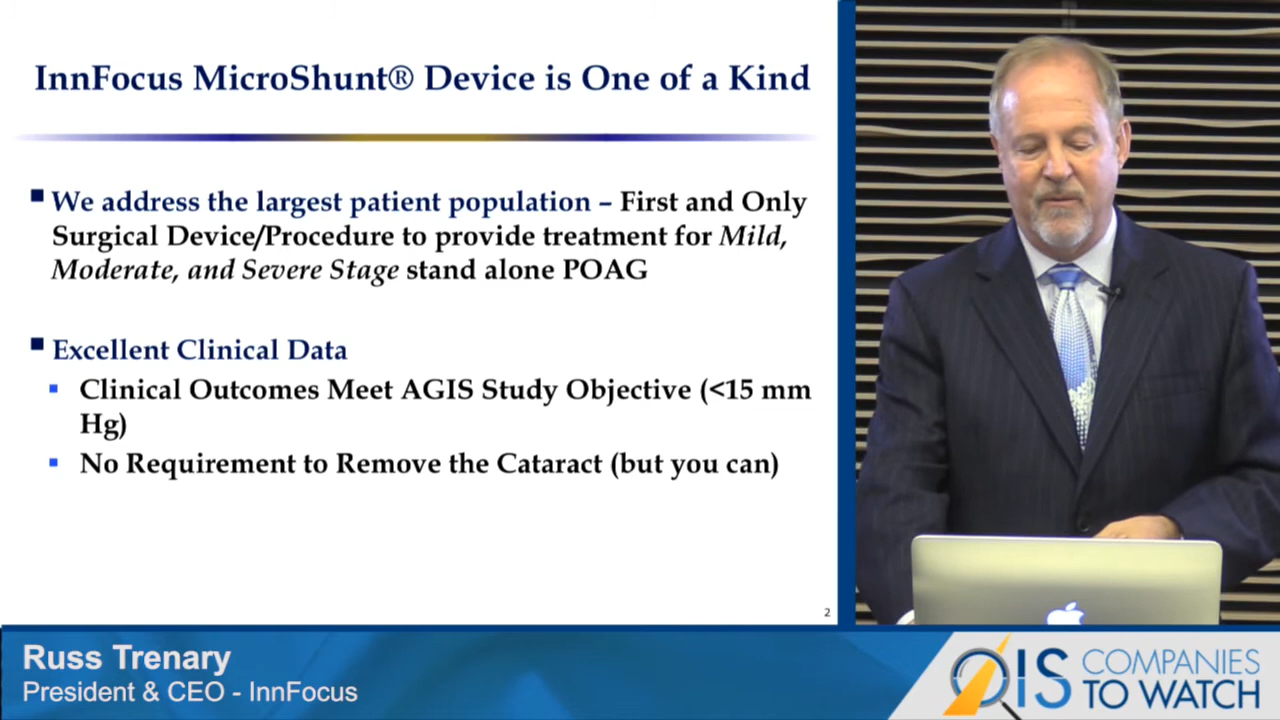 InnFocus MicroShunt® Device is One of a Kind
We address the largest patient population – First and Only
Surgical Device/Procedure to provide treatment for Mild,
Moderate, and Severe Stage stand alone POAG
Excellent Clinical Data
Clinical Outcomes Meet AGIS Study Objective (<15 mm
Hg)
No Requirement to Remove the Cataract (but you can)
2
Russ Trenary
President & CEO - InnFocus
OIS COMPANIES
TO WATCH